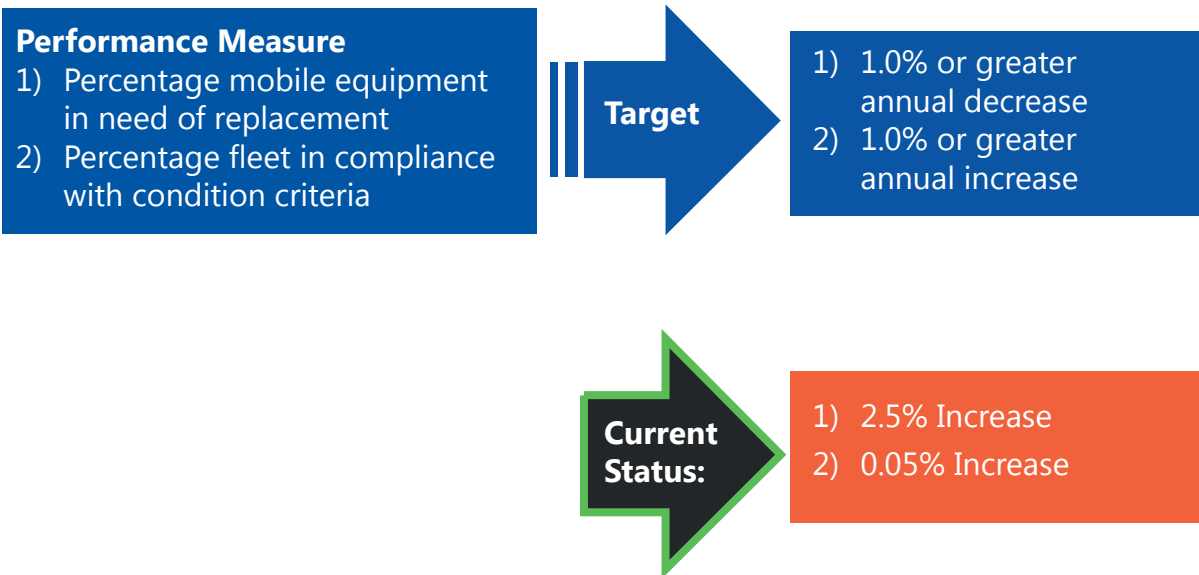 Performance Measure
1) Percentage mobile equipment
in need of replacement
2) Percentage fleet in compliance
with condition criteria
Target
1) 1.0% or greater
annual decrease
2) 1.0% or greater
annual increase
Current
Status:
1) 2.5% Increase
2) 0.05% Increase